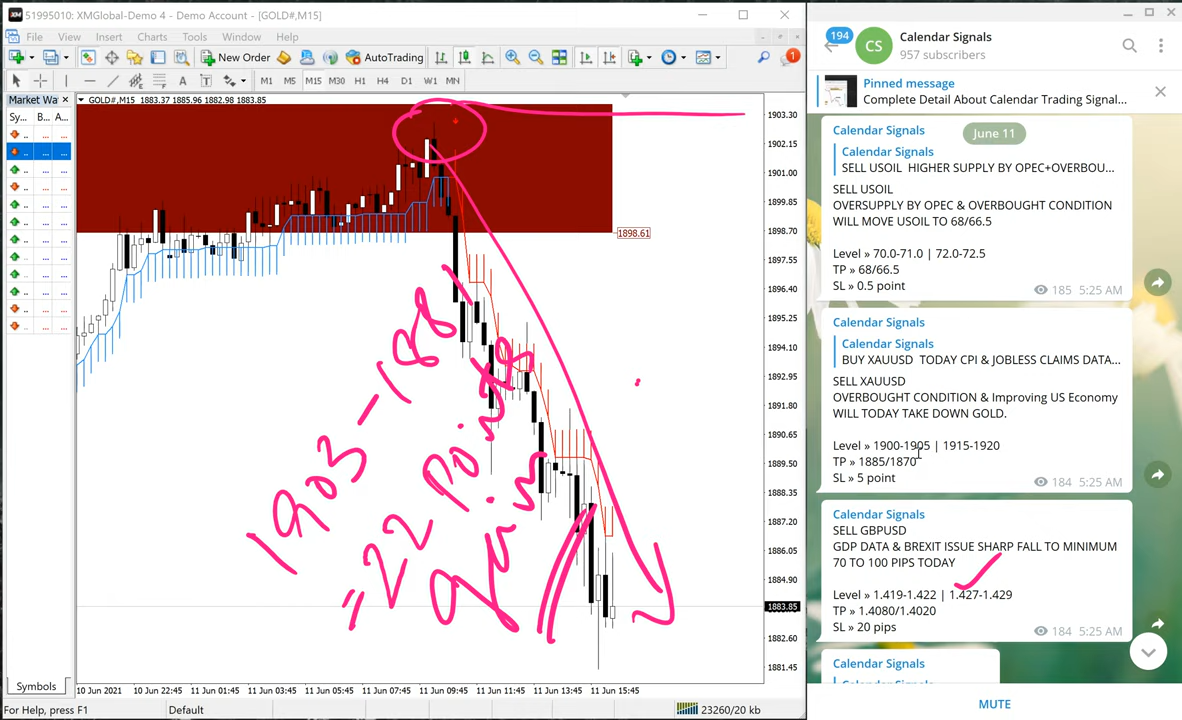 51995010: XMGlobal-Demo 4 - Demo Account - [GOLD#,M15]
File View Insert Charts Tools Window Help
New Order AutoTrading 1
A T M1 M5 M15 M30 H1 H4 D1 W1 MN
Market Wa
Sy... B... A...
GOLD#,M15 1883.37 1885.96 1882.98 1883.85
1903.30
1902.15
1901.00
1899.85
1898.70
1898.61
1897.55
1896.40
1895.25
1894.10
1892.95
1891.80
1890.65
1889.50
1888.35
1887.20
1886.05
1884.90
1883.85
1882.60
1881.45
1903-1881
=22 points
gain
10 Jun 2021 10 Jun 22:45 11 Jun 01:45 11 Jun 03:45 11 Jun 05:45 11 Jun 07:45 11 Jun 09:45 11 Jun 11:45 11 Jun 13:45 11 Jun 15:45
Symbols
For Help, press F1 Default 23260/20 kb
194
CS
Calendar Signals
957 subscribers
Pinned message
Complete Detail About Calendar Trading Signal...
June 11
Calendar Signals
Calendar Signals
SELL USOIL HIGHER SUPPLY BY OPEC+OVERBOU...
SELL USOIL
OVERSUPPLY BY OPEC & OVERBOUGHT CONDITION
WILL MOVE USOIL TO 68/66.5
Level » 70.0-71.0 | 72.0-72.5
TP » 68/66.5
SL » 0.5 point
185 5:25 AM
Calendar Signals
Calendar Signals
BUY XAUUSD TODAY CPI & JOBLESS CLAIMS DATA...
SELL XAUUSD
OVERBOUGHT CONDITION & Improving US Economy
WILL TODAY TAKE DOWN GOLD.
Level » 1900-1905 | 1915-1920
TP » 1885/1870
SL » 5 point
184 5:25 AM
Calendar Signals
SELL GBPUSD
GDP DATA & BREXIT ISSUE SHARP FALL TO MINIMUM
70 TO 100 PIPS TODAY
Level » 1.419-1.422 | 1.427-1.429
TP » 1.4080/1.4020
SL » 20 pips
184 5:25 AM
Calendar Signals
MUTE